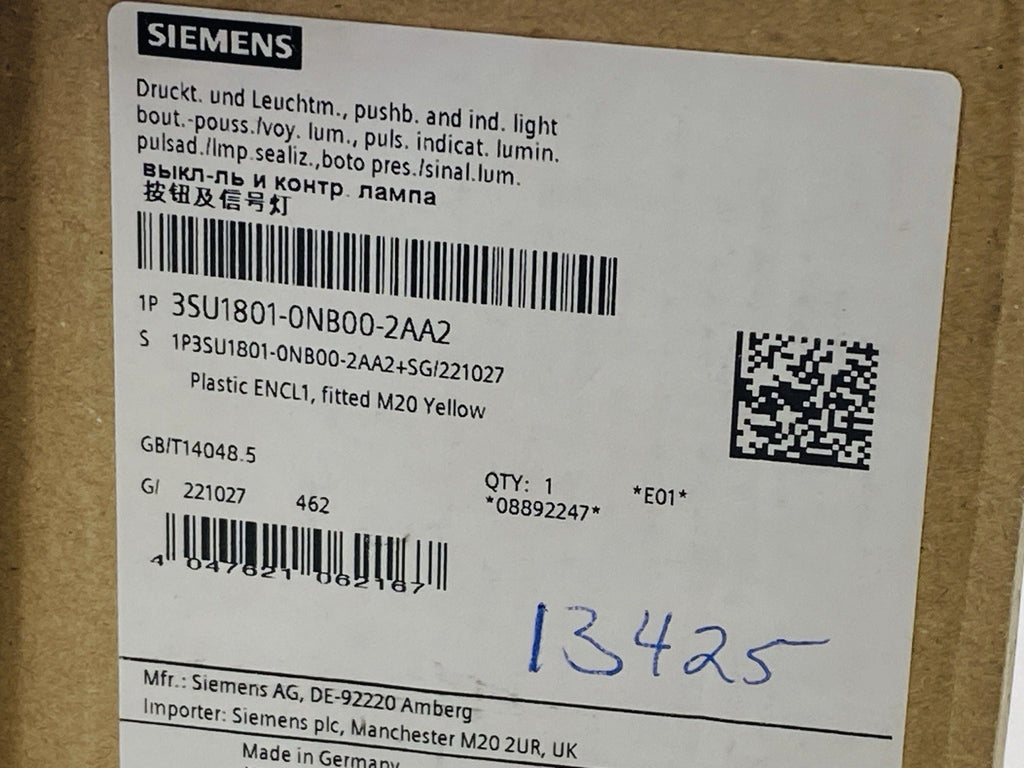 SIEMENS
Druckt. und Leuchtm., pushb. and ind. light
bout.-pouss./voy. lum., puls. indicat. lumin.
pulsad./Imp.sealiz.,boto pres./sinal.lum.
выкл-ль и контр. лампа
按钮及信号灯
1P 3SU1801-0NB00-2AA2
S 1P3SU1801-0NB00-2AA2+SG/221027
Plastic ENCL1, fitted M20 Yellow
GB/T14048.5
G/ 221027 462
QTY: 1 *E01*
*08892247*
4 047621 062167
13425
Mfr.: Siemens AG, DE-92220 Amberg
Importer: Siemens plc, Manchester M20 2UR, UK
Made in Germany